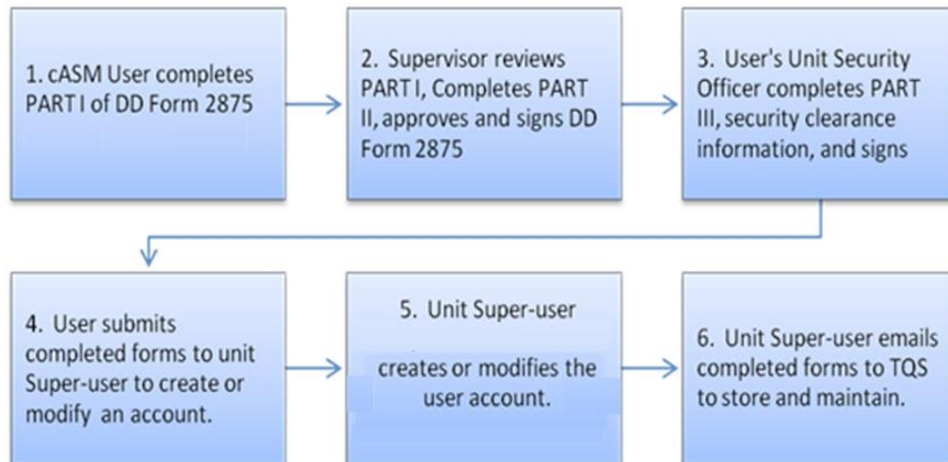 1. cASM User completes
PART I of DD Form 2875
2. Supervisor reviews
PART I, Completes PART
II, approves and signs DD
Form 2875
3. User's Unit Security
Officer completes PART
III, security clearance
information, and signs
4. User submits
completed forms to unit
Super-user to create or
modify an account.
5. Unit Super-user
creates or modifies the
user account.
6. Unit Super-user emails
completed forms to TQS
to store and maintain.